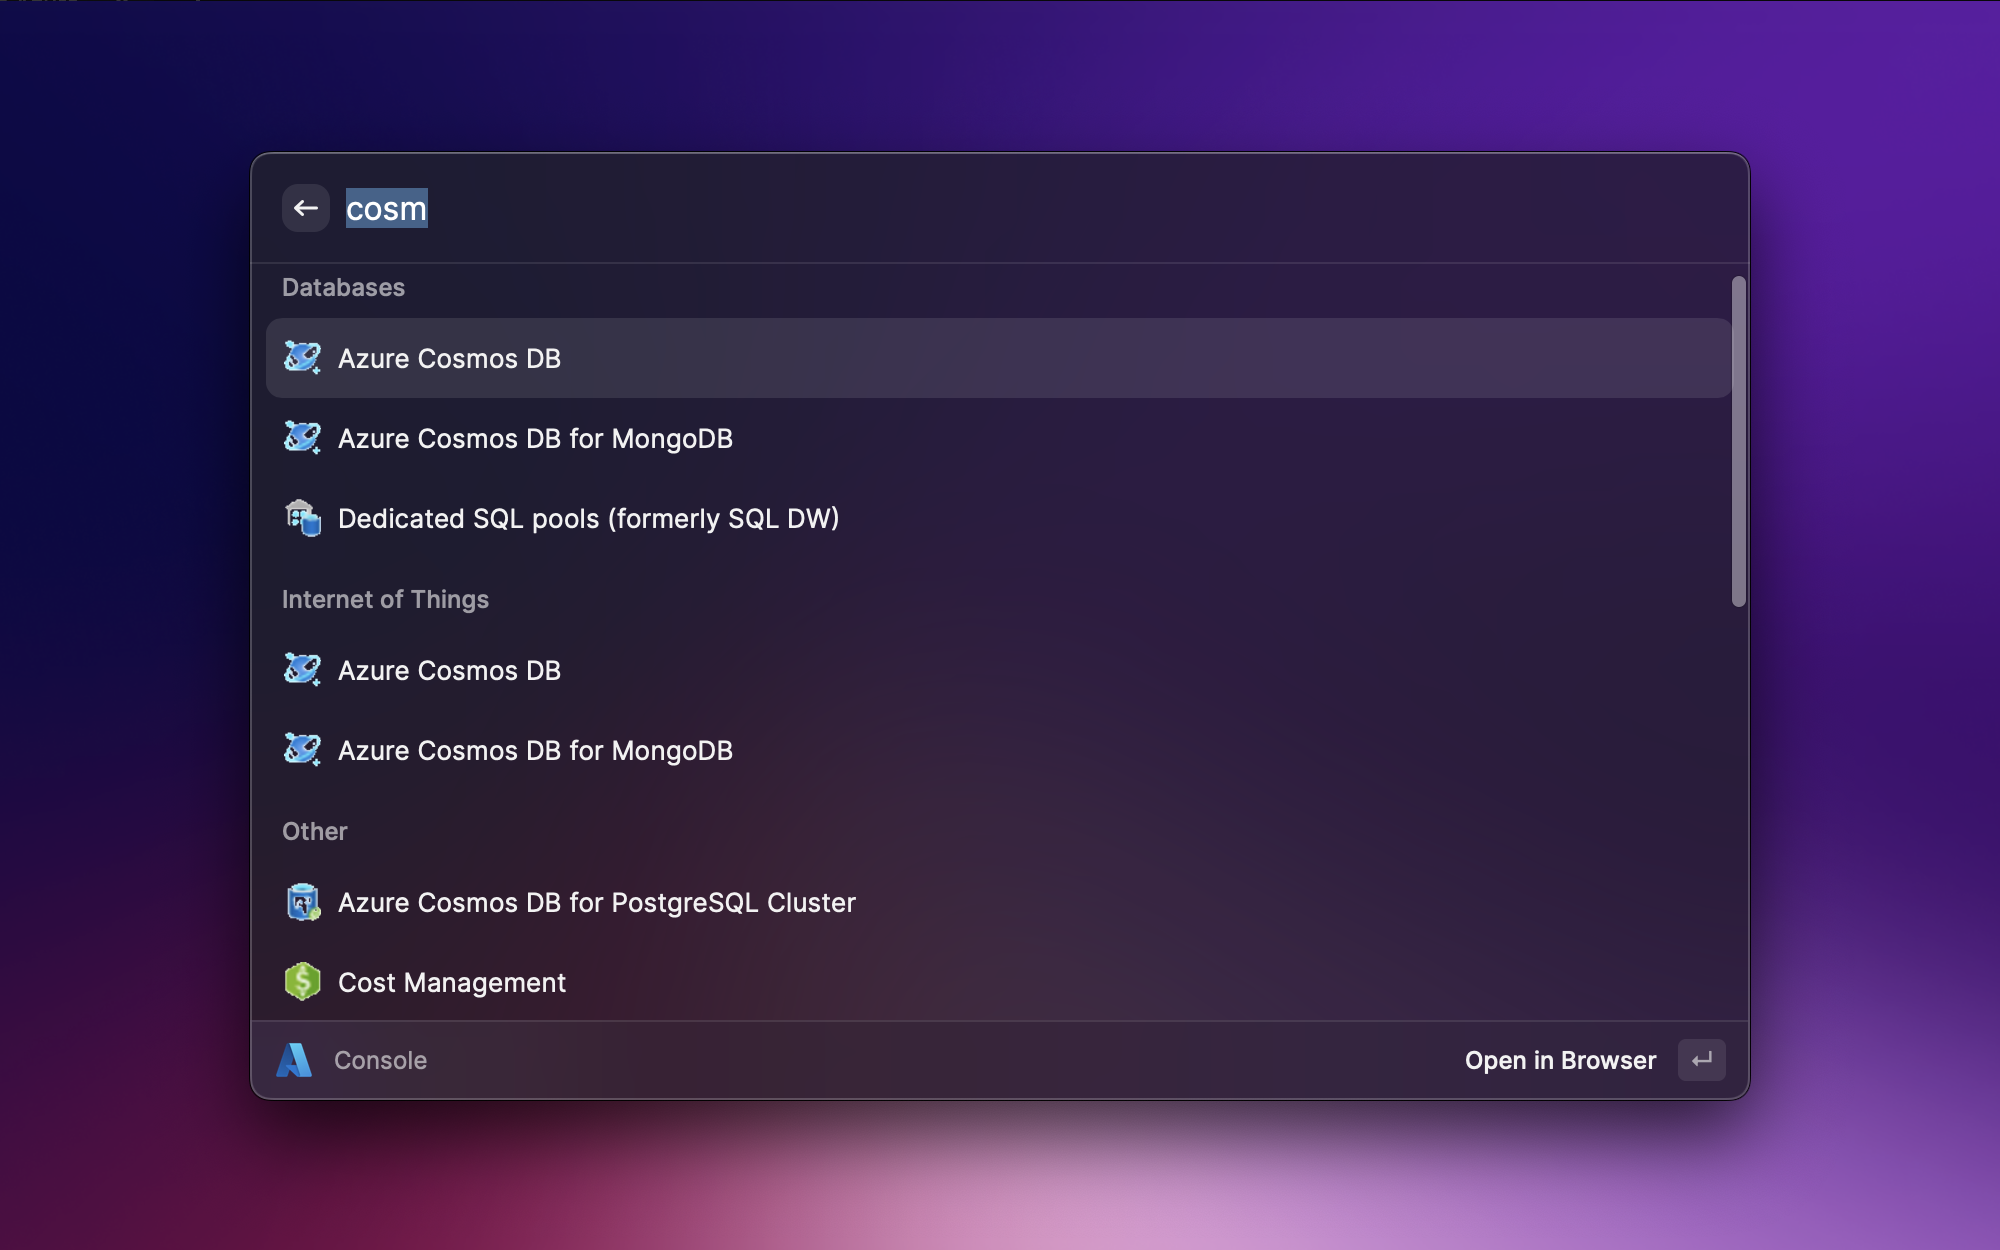 cosm
Databases
Azure Cosmos DB
Azure Cosmos DB for MongoDB
Dedicated SQL pools (formerly SQL DW)
Internet of Things
Azure Cosmos DB
Azure Cosmos DB for MongoDB
Other
Azure Cosmos DB for PostgreSQL Cluster
Cost Management
Console
Open in Browser